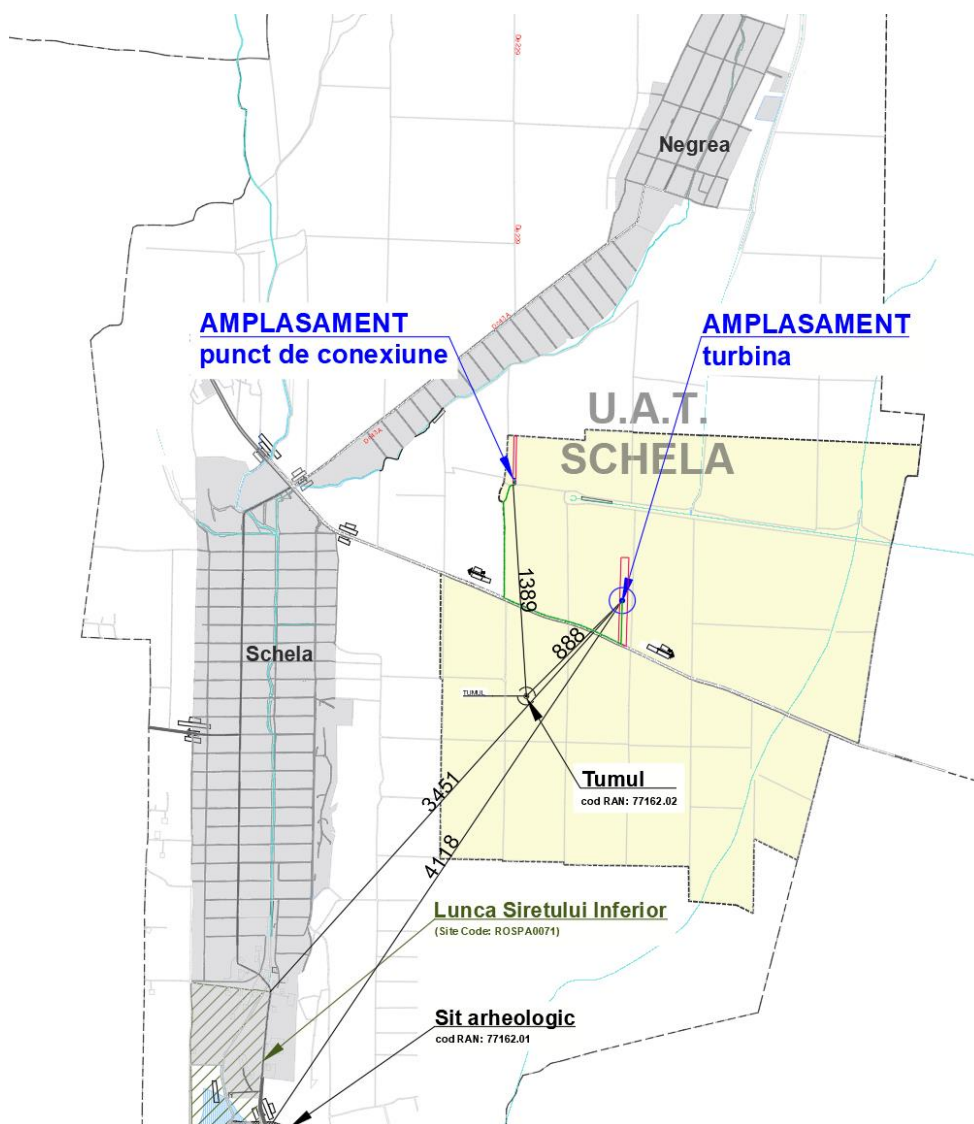 Negrea
AMPLASAMENT
punct de conexiune
AMPLASAMENT
turbina
U.A.T.
SCHELA
1389
888
Schela
TUMUL
Tumul
cod RAN: 77162.02
3451
4118
Lunca Siretului Inferior
(Site Code: ROSPA0071)
Sit arheologic
cod RAN: 77162.01